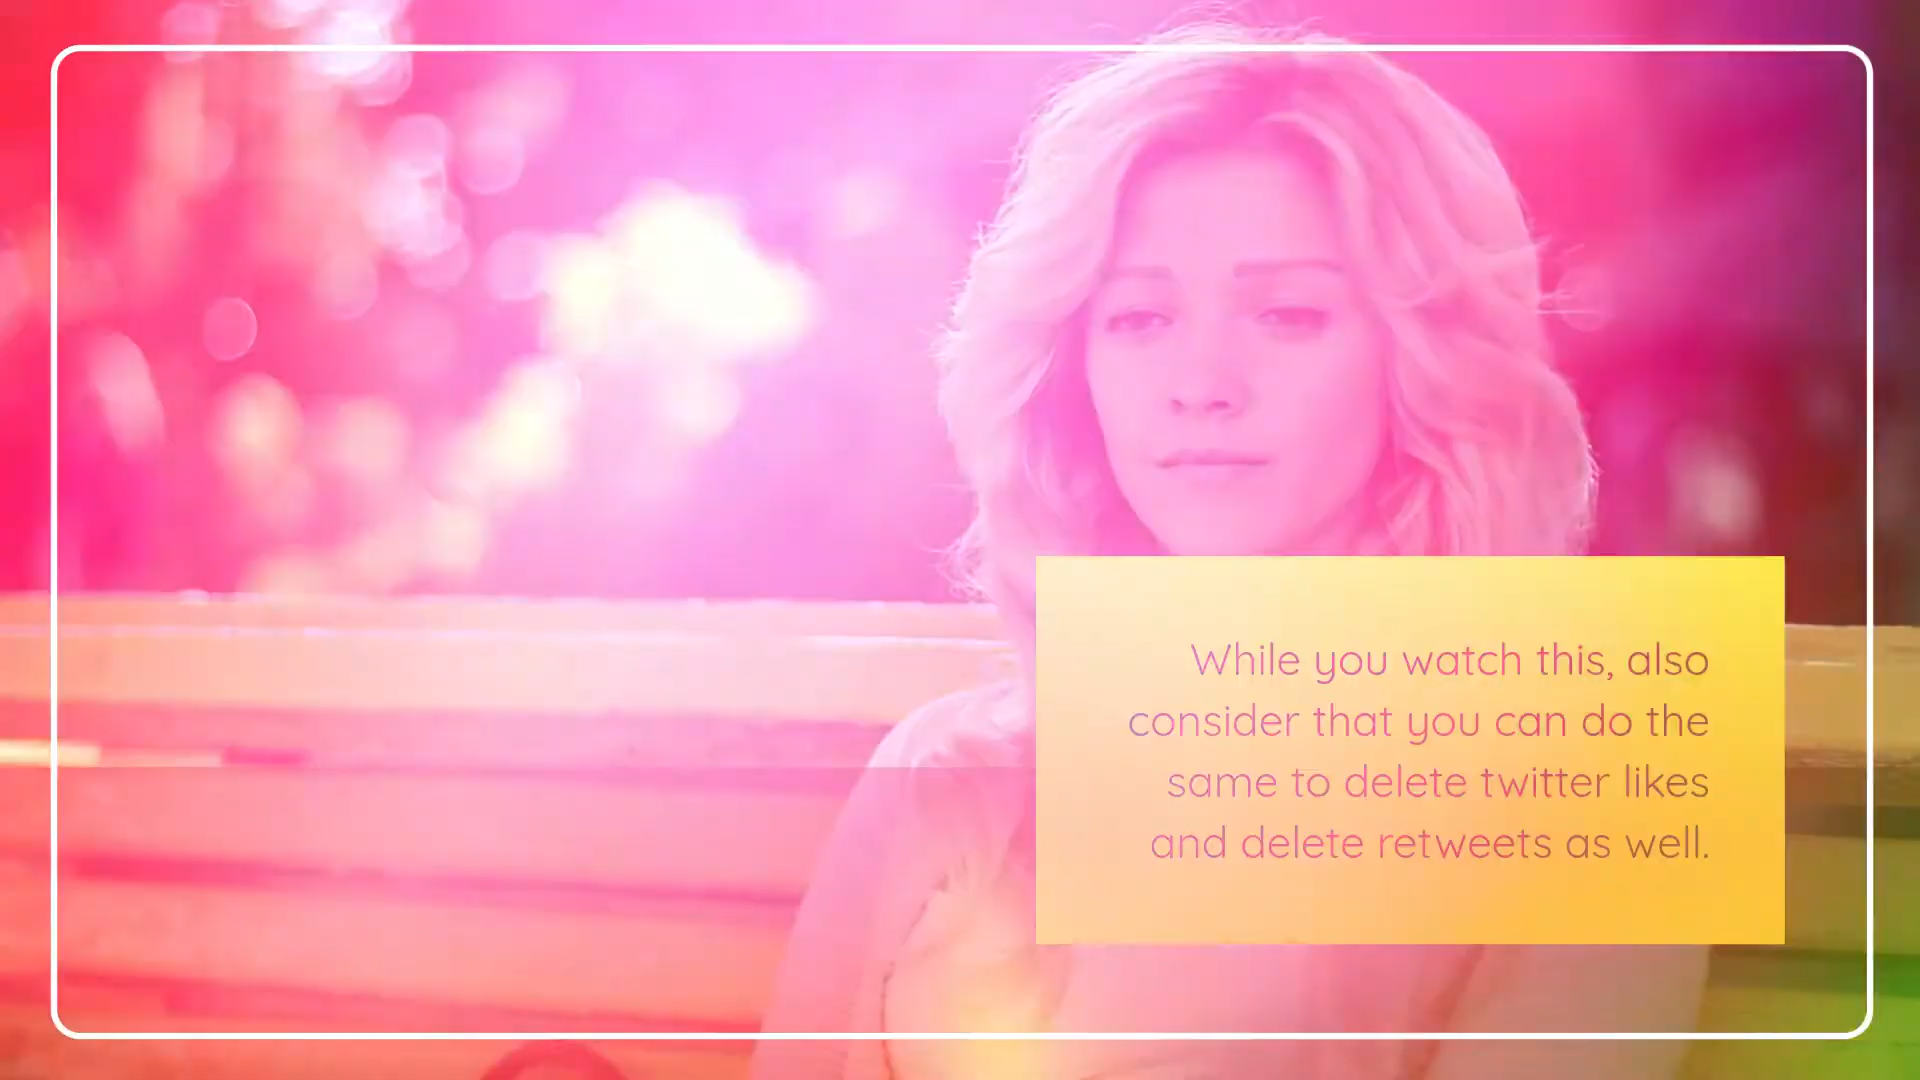 While you watch this, also
consider that you can do the
same to delete twitter likes
and delete retweets as well.